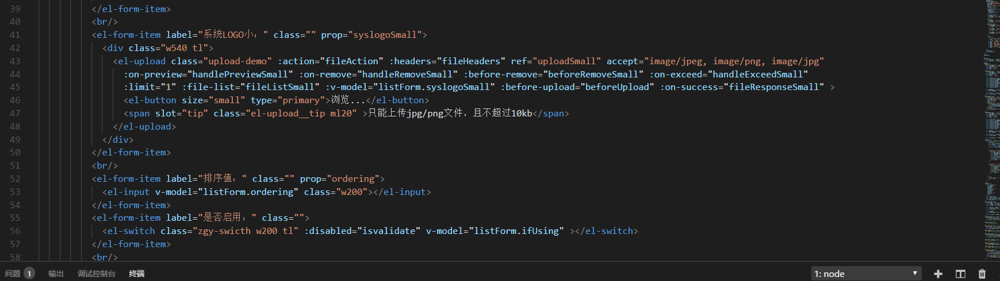 39 </el-form-item>
40 <br/>
41 <el-form-item label="系统LOGO小：" class="" prop="syslogoSmall">
42 <div class="w540 tl">
43 <el-upload class="upload-demo" :action="fileAction" :headers="fileHeaders" ref="uploadSmall" accept="image/jpeg, image/png, image/jpg"
44 :on-preview="handlePreviewSmall" :on-remove="handleRemoveSmall" :before-remove="beforeRemoveSmall" :on-exceed="handleExceedSmall"
45 :limit="1" :file-list="fileListSmall" :v-model="listForm.syslogoSmall" :before-upload="beforeUpload" :on-success="fileResponseSmall" >
46 <el-button size="small" type="primary">浏览...</el-button>
47 <span slot="tip" class="el-upload__tip ml20" >只能上传jpg/png文件，且不超过10kb</span>
48 </el-upload>
49 </div>
50 </el-form-item>
51 <br/>
52 <el-form-item label="排序值：" class="" prop="ordering">
53 <el-input v-model="listForm.ordering" class="w200"></el-input>
54 </el-form-item>
55 <el-form-item label="是否启用：" class="">
56 <el-switch class="zgy-swicth w200 tl" :disabled="isvalidate" v-model="listForm.ifUsing" ></el-switch>
57 </el-form-item>
58 <br/>
问题 1 输出 调试控制台 终端 1: node